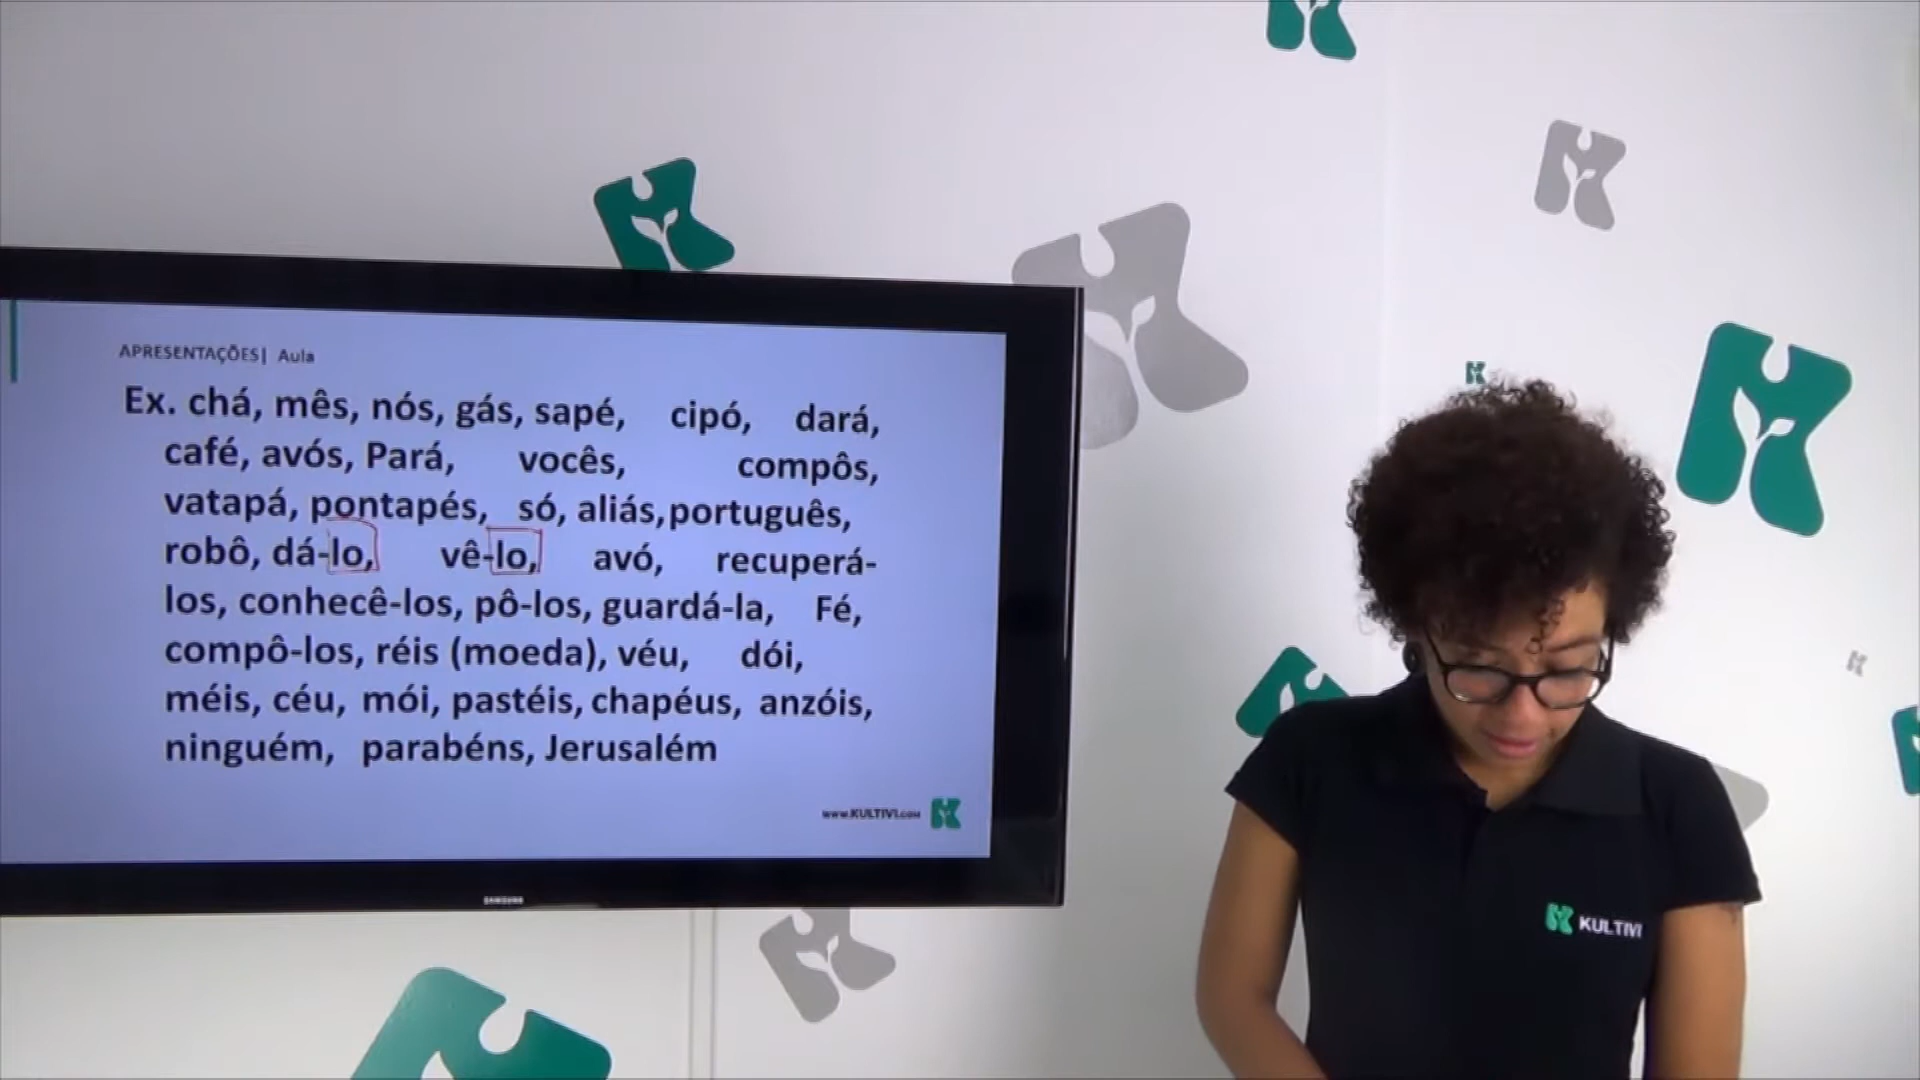 APRESENTAÇÕES| Aula
Ex. chá, mês, nós, gás, sapé, cipó, dará,
café, avós, Pará, vocês, compôs,
vatapá, pontapés, só, aliás, português,
robô, dá-lo, vê-lo, avó, recuperá-
los, conhecê-los, pô-los, guardá-la, Fé,
compô-los, réis (moeda), véu, dói,
méis, céu, mói, pastéis, chapéus, anzóis,
ninguém, parabéns, Jerusalém
www.KULTIVI.com
SAMSUNG
KULTIVI